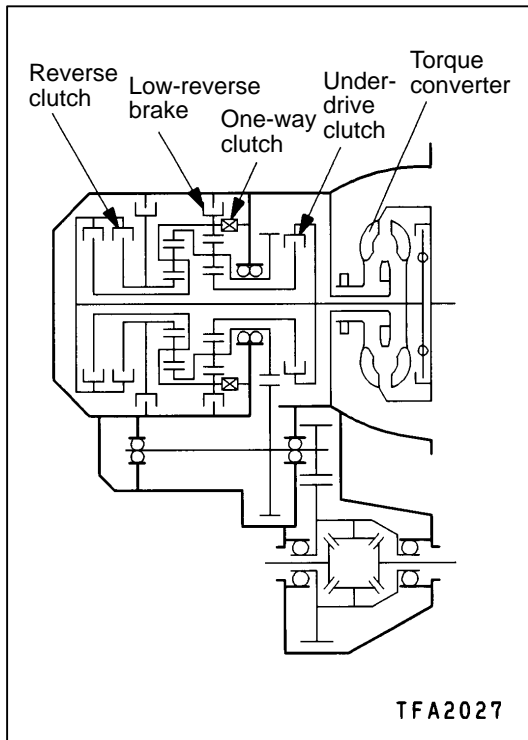 Reverse
clutch
Low-reverse
brake
One-way
clutch
Under-
drive
clutch
Torque
converter
TFA2027